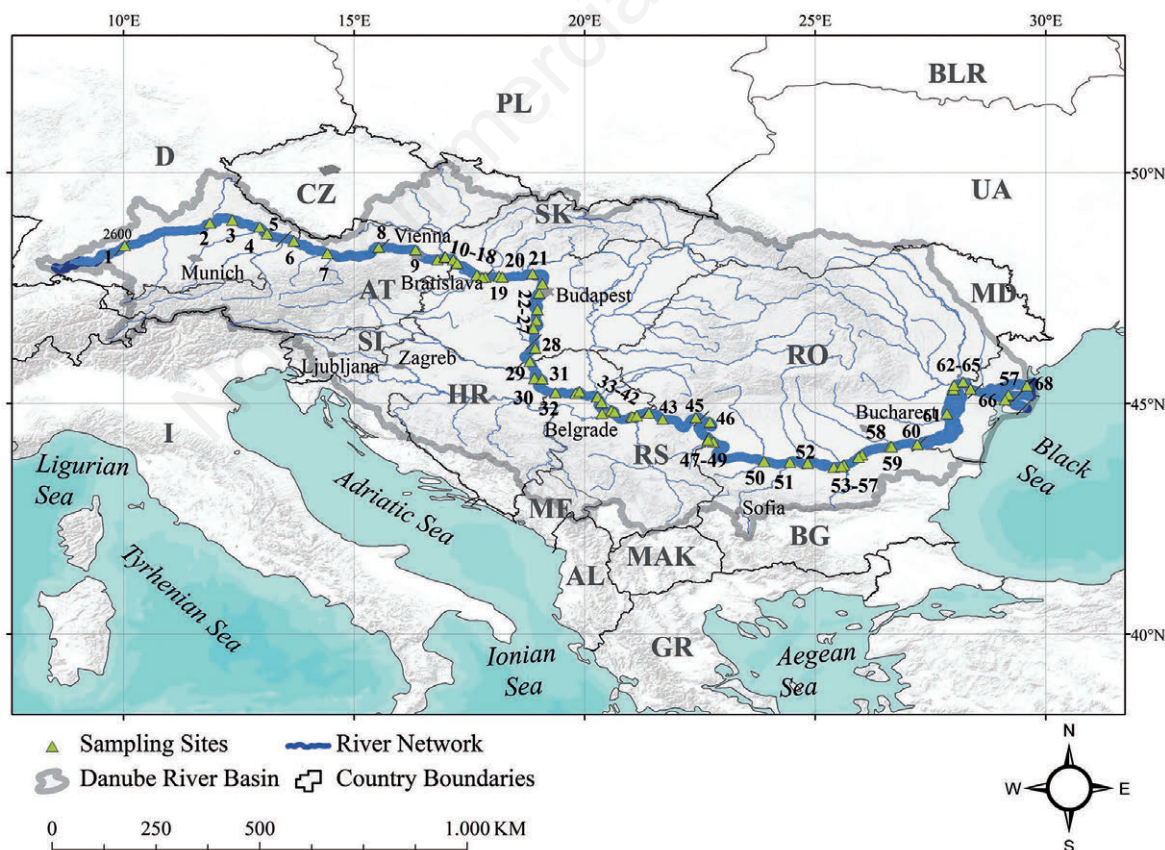 10°E
15°E
20°E
25°E
30°E
BLR
PL
D
50°N
CZ
UA
SK
2600
1
2
3
5
4
6
7
8
Vienna
9
10-18
20
21
19
Munich
Bratislava
Budapest
AT
MD
22-27
SI
28
RO
Ljubljana
Zagreb
62-65
57
68
29
31
HR
33-42
66
45°N
30
32
43
45
46
Bucharest
61
Belgrade
58
60
I
RS
47-49
52
59
Black
Sea
Ligurian
Sea
50
51
53-57
Adriatic Sea
ME
Sofia
BG
MAK
AL
Tyrhenian Sea
40°N
GR
Ionian
Sea
Aegean
Sea
Sampling Sites
River Network
Danube River Basin
Country Boundaries
0
250
500
1.000 KM
N
W
E
S